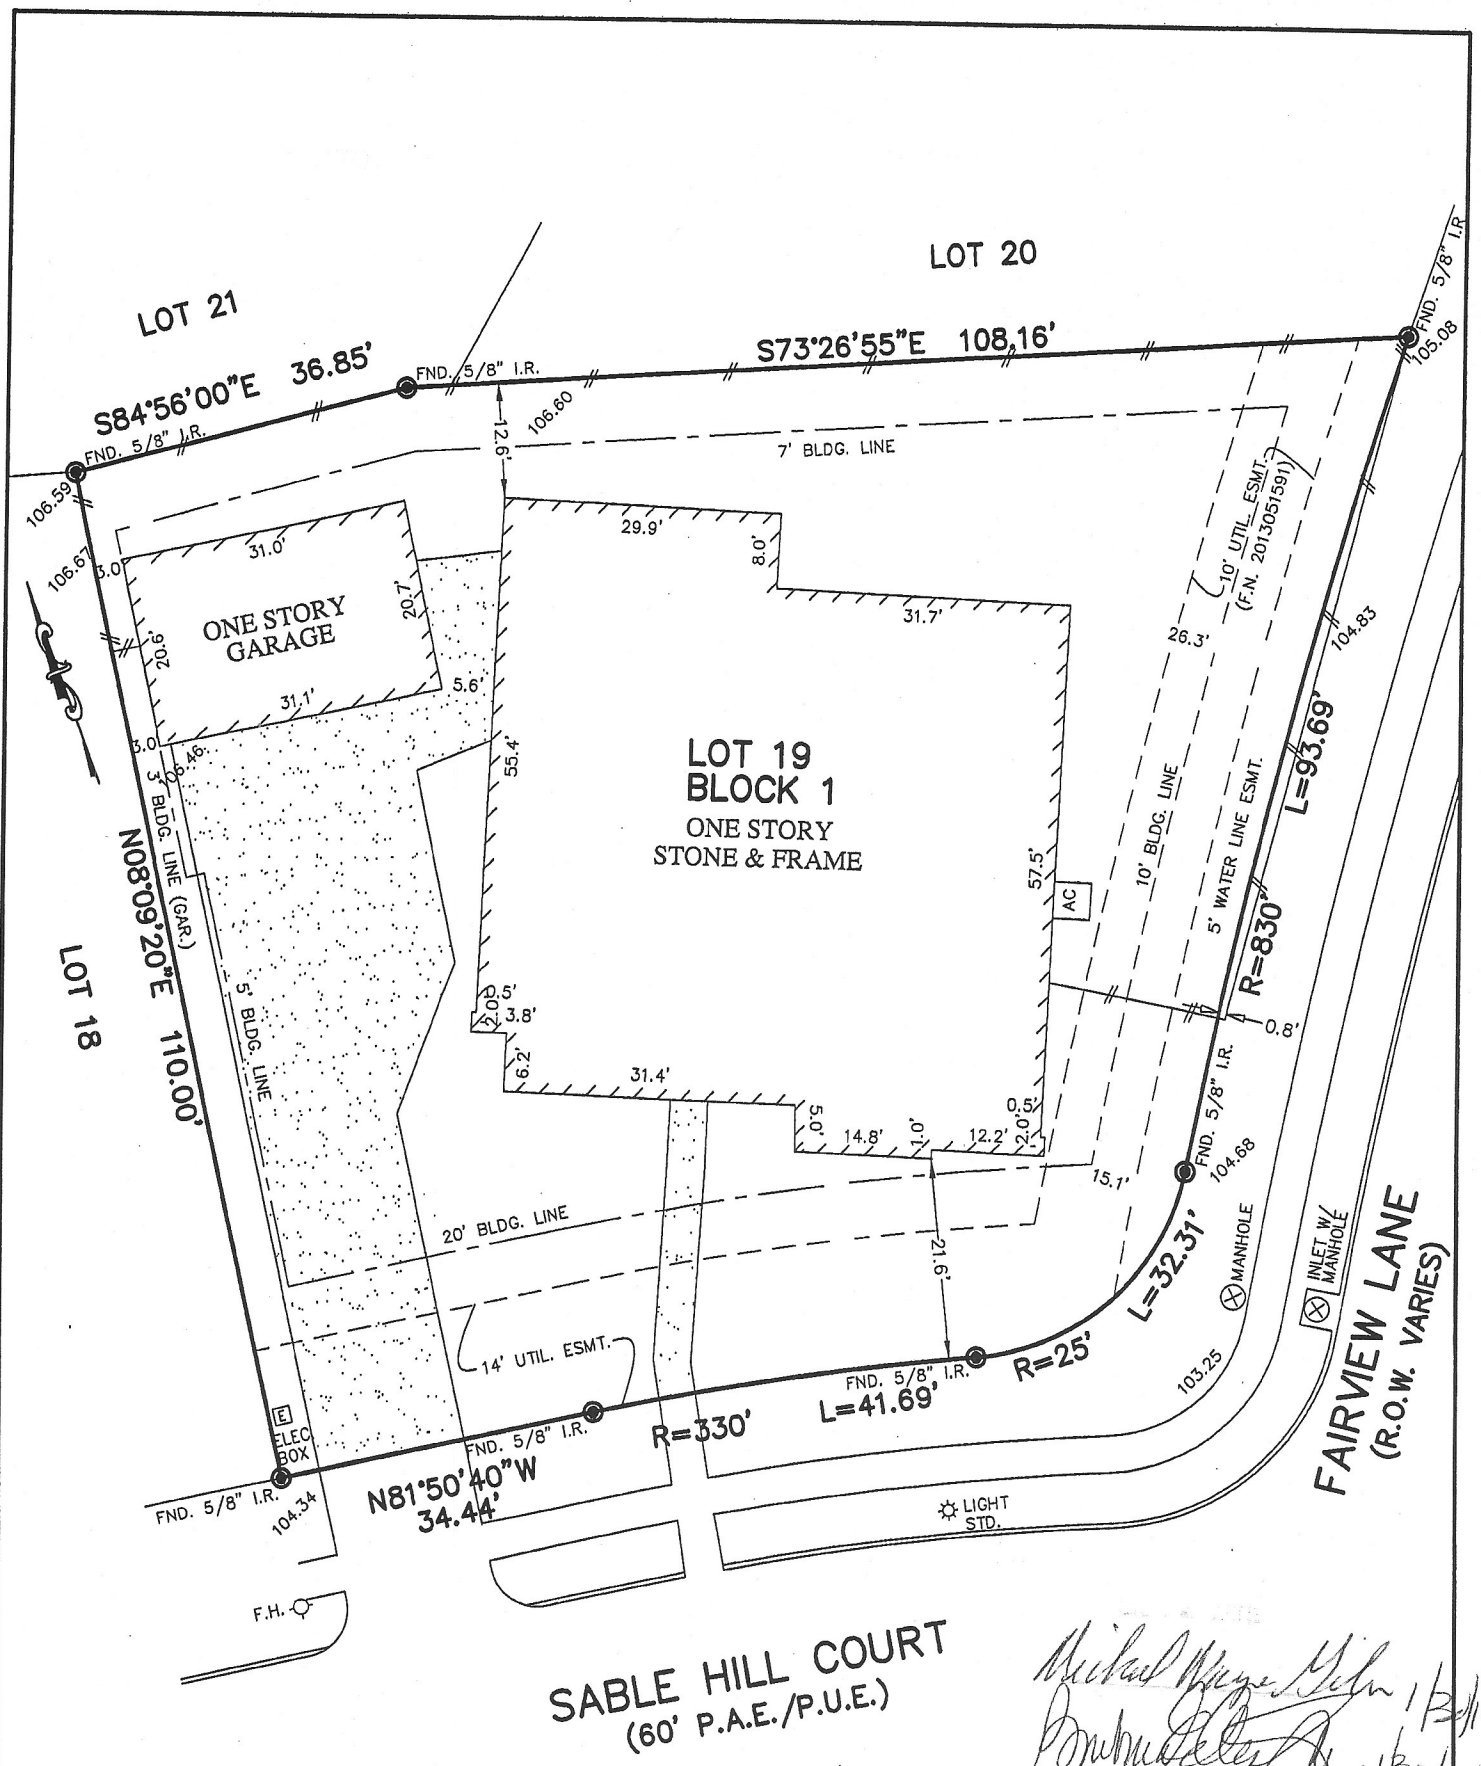 LOT 20
LOT 21
FND. 5/8" I.R.
105.08
S73°26'55"E 108.16'
S84°56'00"E 36.85'
FND. 5/8" I.R.
FND. 5/8" I.R.
106.60
12.6'
7' BLDG. LINE
106.59
106.67
3.0'
31.0'
29.9'
8.0'
10' UTIL. ESMT.
(F.N. 2013051591)
ONE STORY
GARAGE
20.7'
20.6'
31.7'
26.3'
104.83
5.6'
31.1'
3.0'
106.46
LOT 19
BLOCK 1
ONE STORY
STONE & FRAME
55.4'
57.5'
AC
10' BLDG. LINE
5' WATER LINE ESMT.
L=93.69'
R=830'
3' BLDG. LINE (GAR.)
N08°09'20"E 110.00'
LOT 18
5' BLDG. LINE
0.5'
2.0'
3.8'
6.2'
31.4'
5.0'
14.8'
1.0'
12.2'
0.5'
2.0'
0.8'
FND. 5/8" I.R.
104.68
15.1'
20' BLDG. LINE
21.6'
MANHOLE
INLET W/
MANHOLE
L=32.31'
R=25'
14' UTIL. ESMT.
FND. 5/8" I.R.
L=41.69'
R=330'
103.25
FAIRVIEW LANE
(R.O.W. VARIES)
E
ELEC
BOX
FND. 5/8" I.R.
N81°50'40"W
34.44'
FND. 5/8" I.R.
104.34
LIGHT
STD.
F.H.
SABLE HILL COURT
(60' P.A.E./P.U.E.)
Michael Wayne